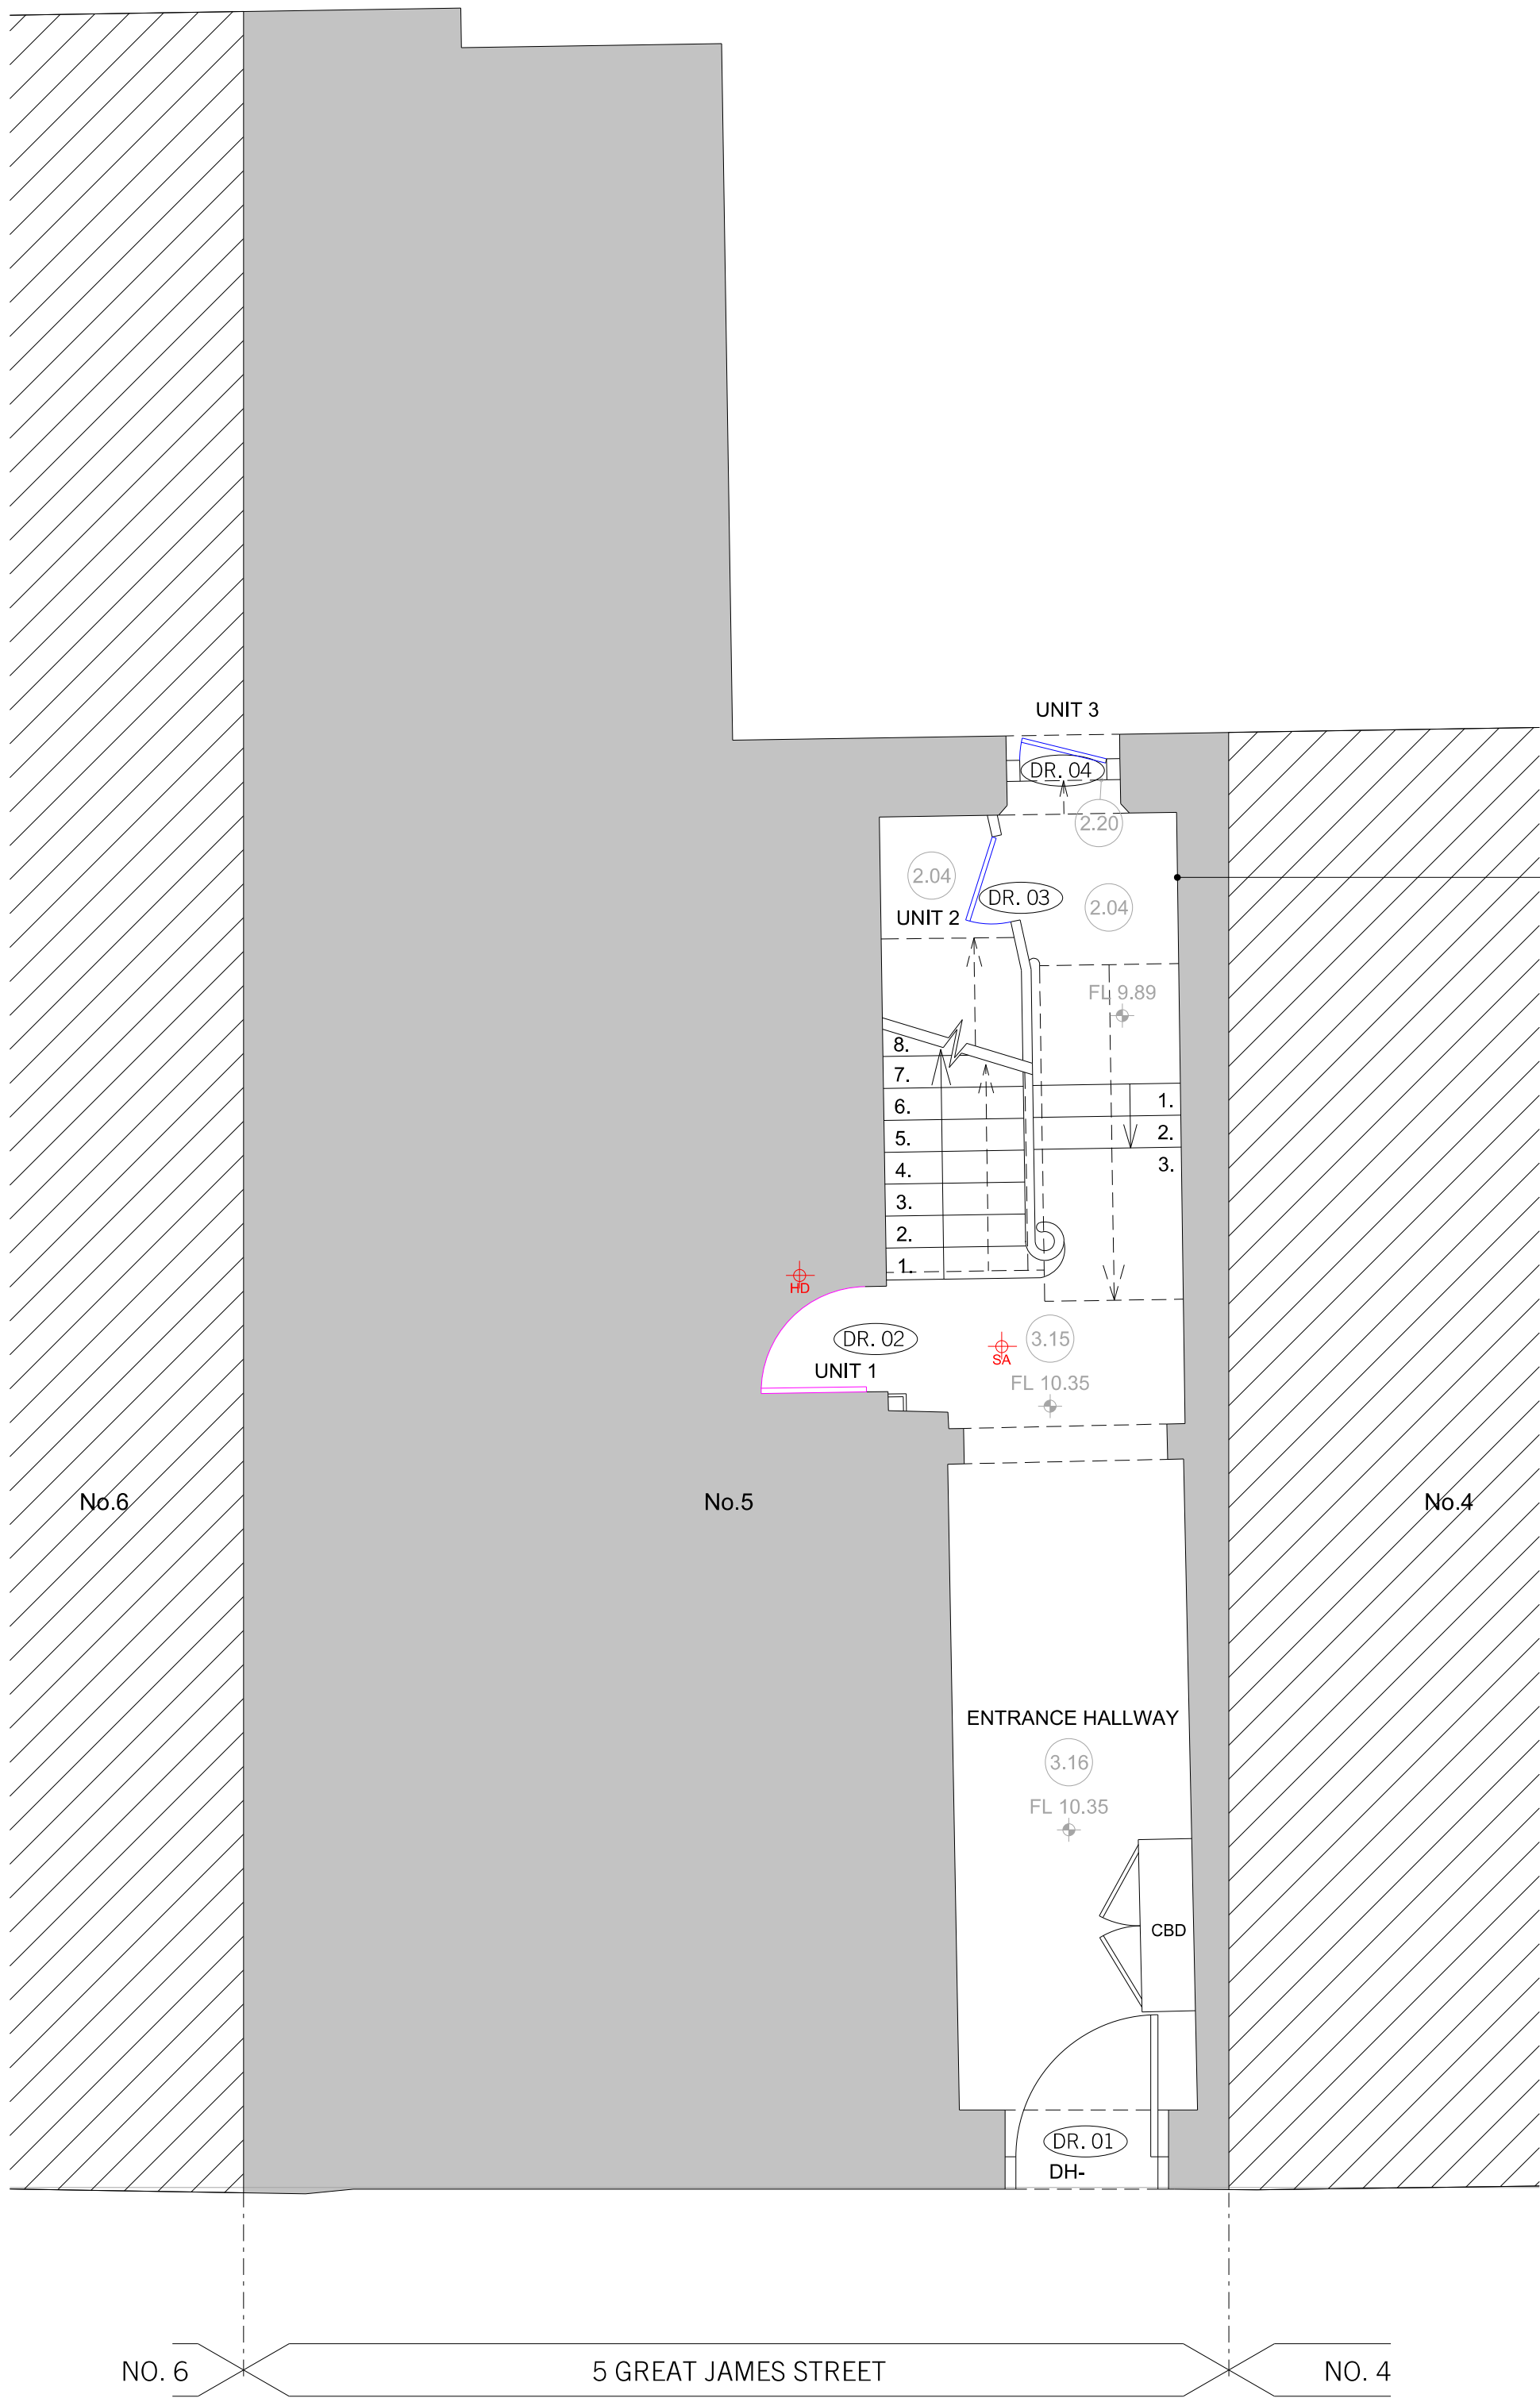 UNIT 3
DR. 04
2.20
2.04
DR. 03
2.04
UNIT 2
FL 9.89
8.
7.
6.
5.
4.
3.
2.
1.
1.
2.
3.
HD
DR. 02
UNIT 1
SA
3.15
FL 10.35
No.6
No.5
No.4
ENTRANCE HALLWAY
3.16
FL 10.35
CBD
DR. 01
DH-
NO. 6
5 GREAT JAMES STREET
NO. 4